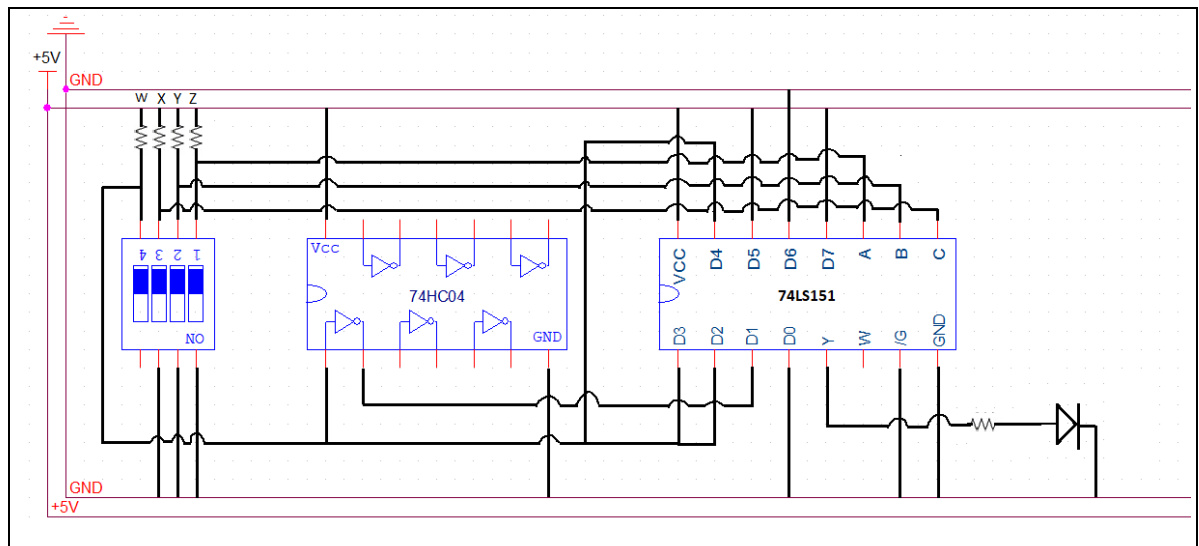 +5V
GND
W X Y Z
4 3 2 1
ON
Vcc
74HC04
GND
VCC D4 D5 D6 D7 A B C
74LS151
D3 D2 D1 D0 Y W /G GND
GND
+5V